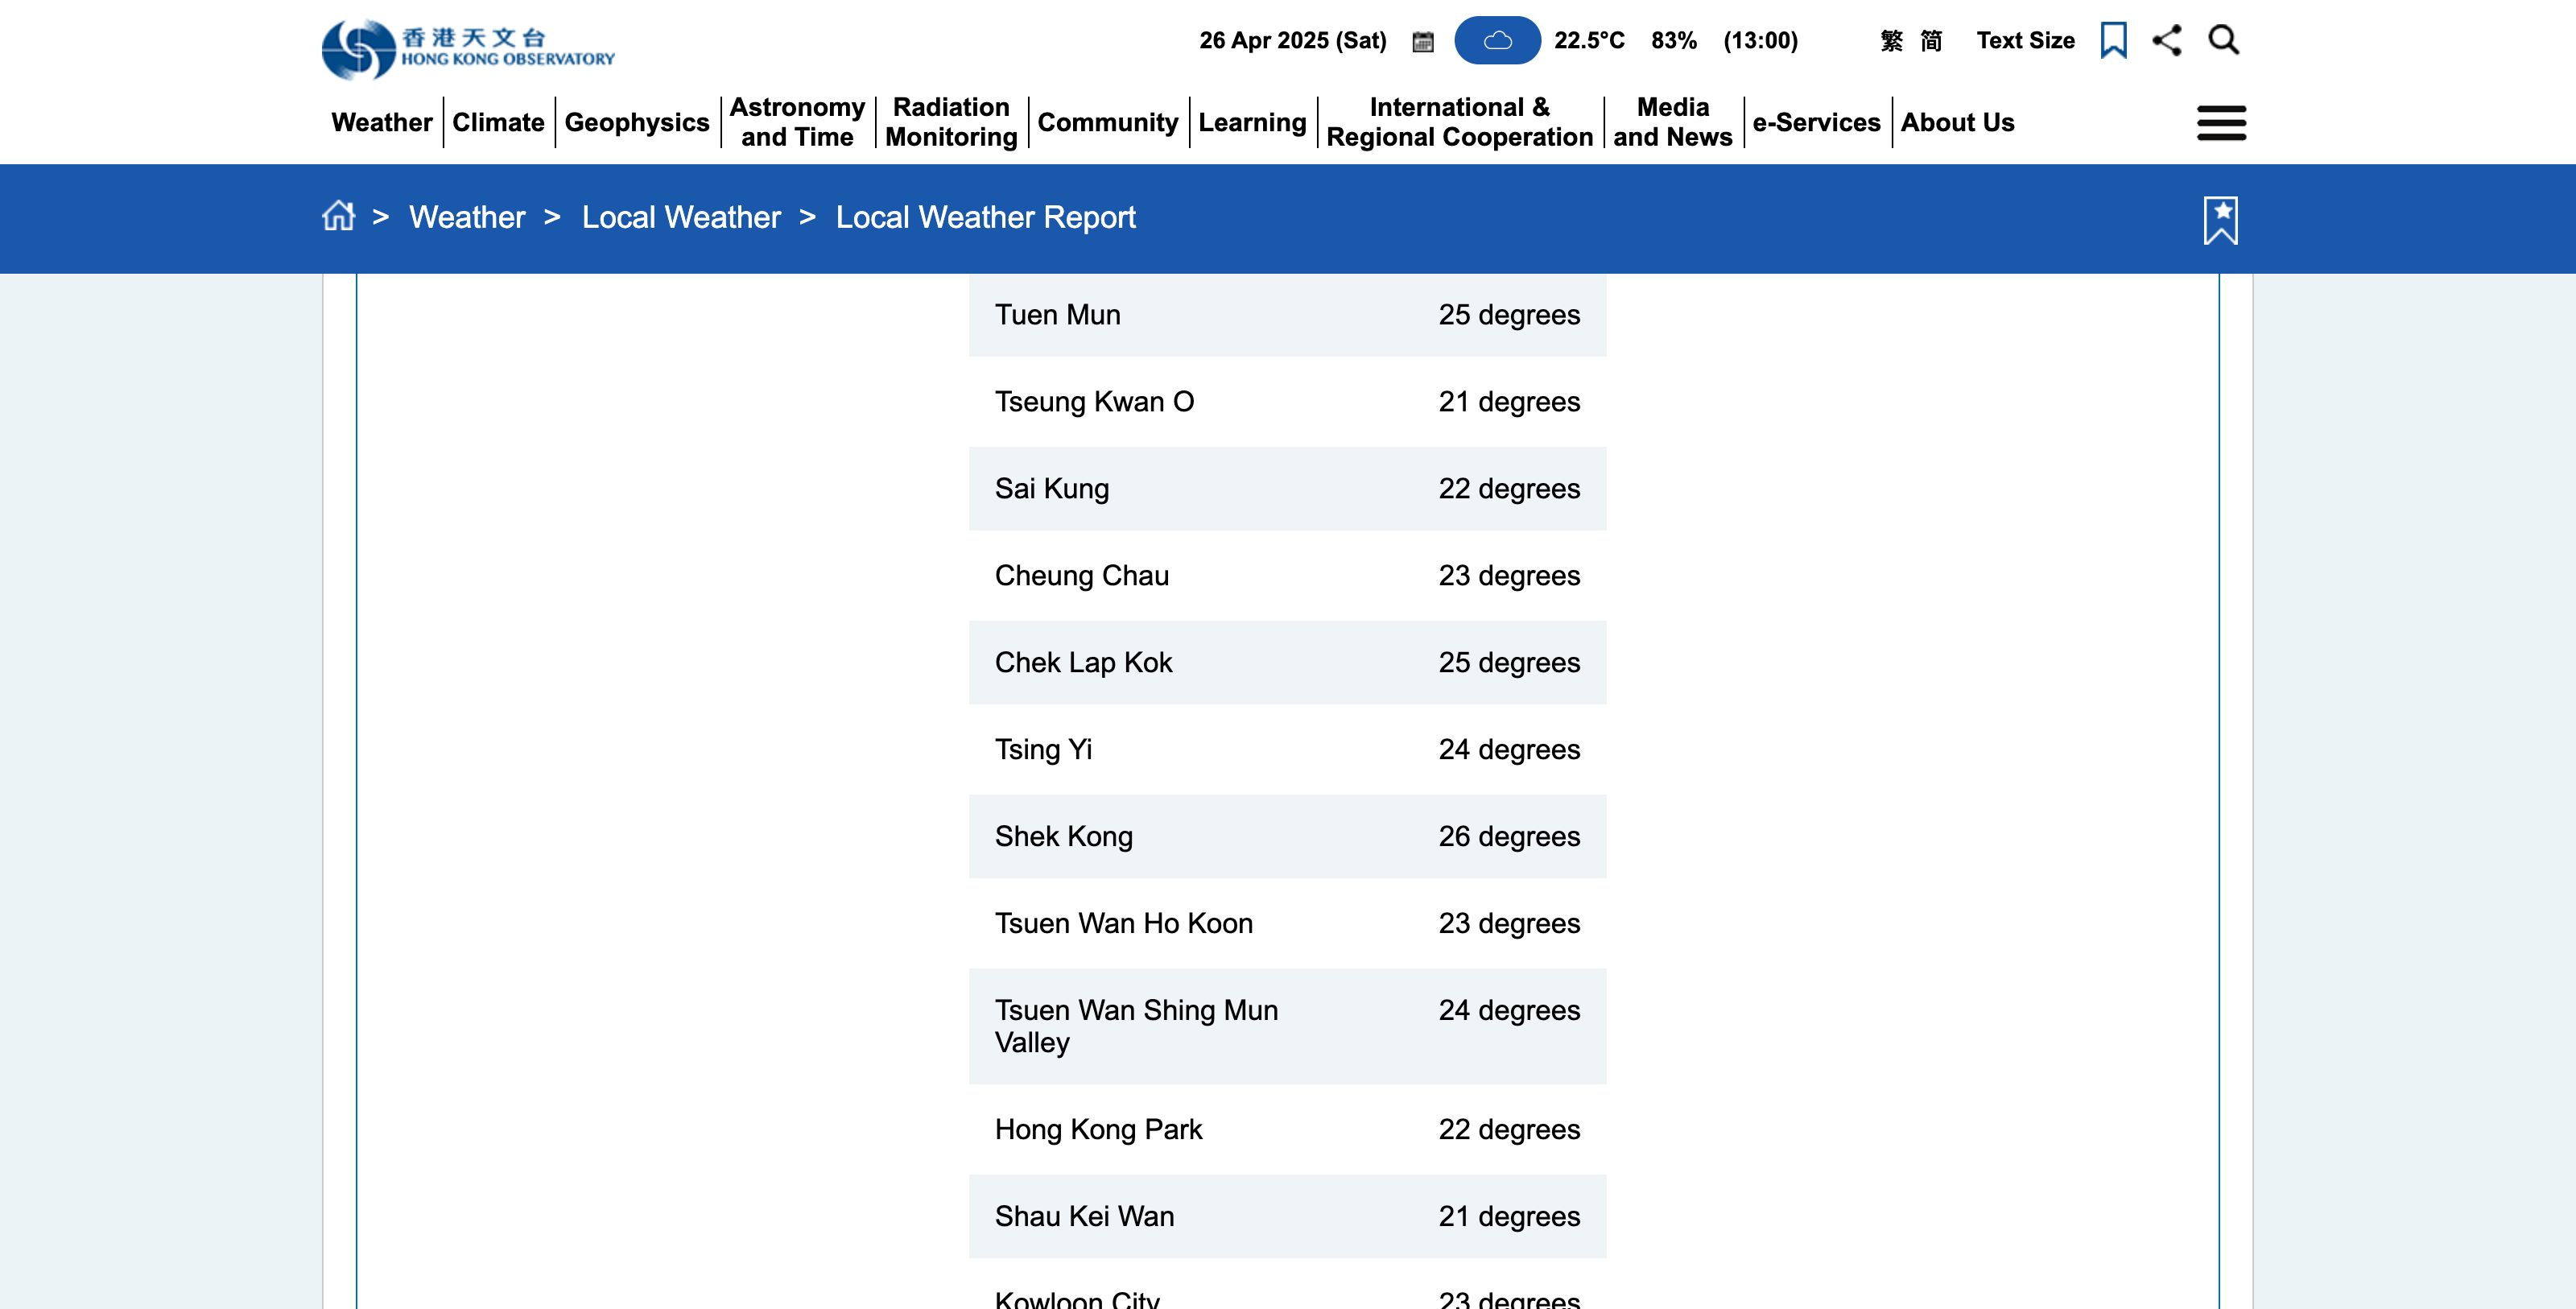 香港天文台
HONG KONG OBSERVATORY
26 Apr 2025 (Sat) 22.5°C 83% (13:00) 繁 简 Text Size
Weather Climate Geophysics Astronomy and Time Radiation Monitoring Community Learning International & Regional Cooperation Media and News e-Services About Us
> Weather > Local Weather > Local Weather Report
Tuen Mun 25 degrees
Tseung Kwan O 21 degrees
Sai Kung 22 degrees
Cheung Chau 23 degrees
Chek Lap Kok 25 degrees
Tsing Yi 24 degrees
Shek Kong 26 degrees
Tsuen Wan Ho Koon 23 degrees
Tsuen Wan Shing Mun 24 degrees
Valley
Hong Kong Park 22 degrees
Shau Kei Wan 21 degrees
Kowloon City 23 degrees